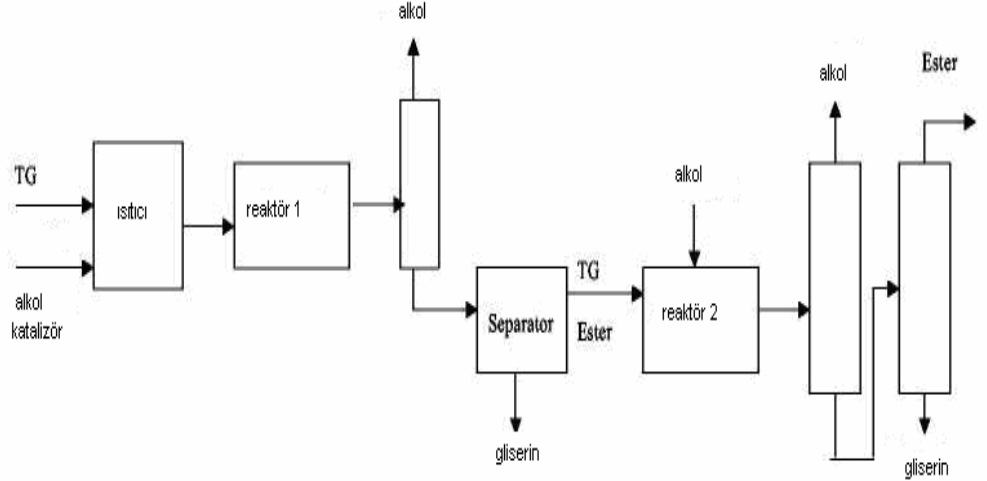 alkol
alkol
Ester
TG
ısıtıcı
reaktör 1
alkol
alkol
katalizör
TG
Separator
Ester
reaktör 2
gliserin
gliserin